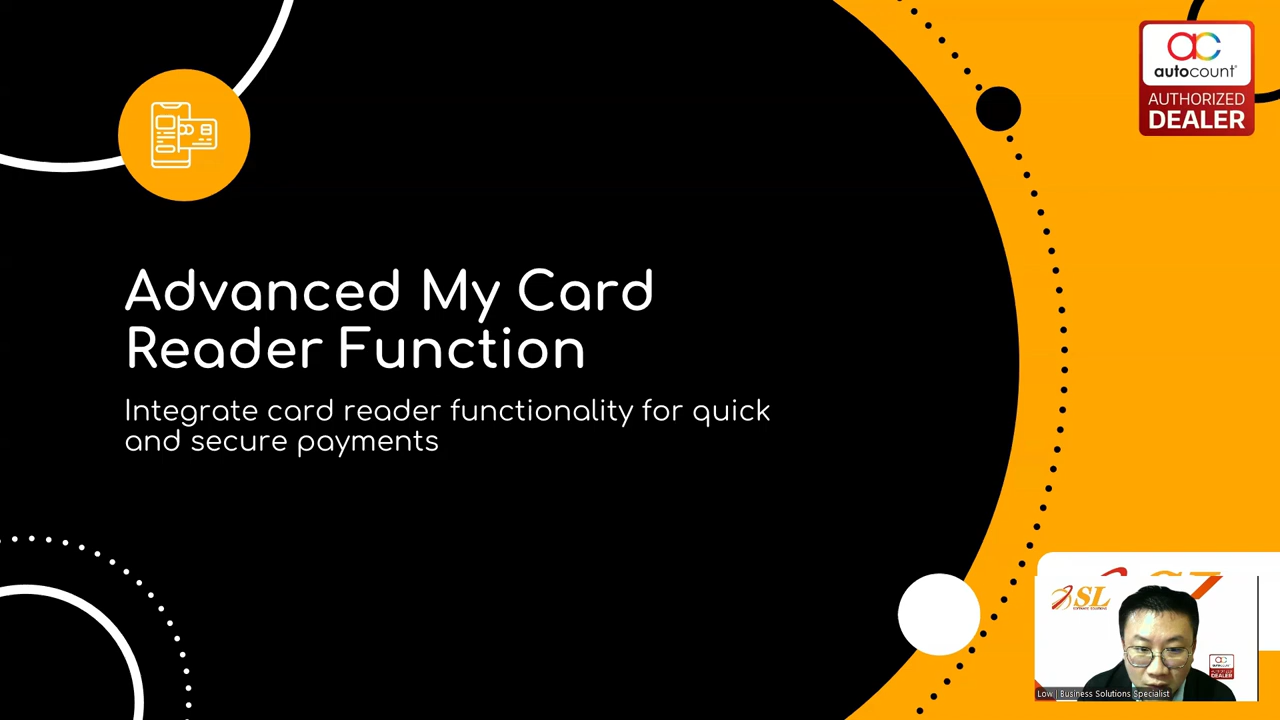 autocount
AUTHORIZED
DEALER
Advanced My Card
Reader Function
Integrate card reader functionality for quick
and secure payments
SL
Low | Business Solutions Specialist
DEALER